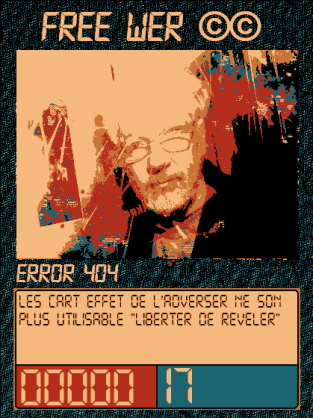 FREE WER ©©
ERROR 404
LES CART EFFET DE L'ADVERSER NE SON
PLUS UTILISABLE "LIBERTER DE REVELER"
00000 17